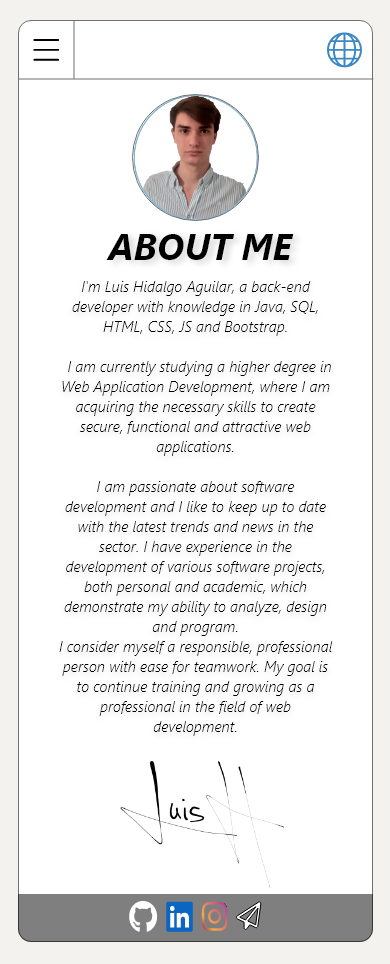 ABOUT ME
I'm Luis Hidalgo Aguilar, a back-end
developer with knowledge in Java, SQL,
HTML, CSS, JS and Bootstrap.
I am currently studying a higher degree in
Web Application Development, where I am
acquiring the necessary skills to create
secure, functional and attractive web
applications.
I am passionate about software
development and I like to keep up to date
with the latest trends and news in the
sector. I have experience in the
development of various software projects,
both personal and academic, which
demonstrate my ability to analyze, design
and program.
I consider myself a responsible, professional
person with ease for teamwork. My goal is
to continue training and growing as a
professional in the field of web
development.
Luis H
in